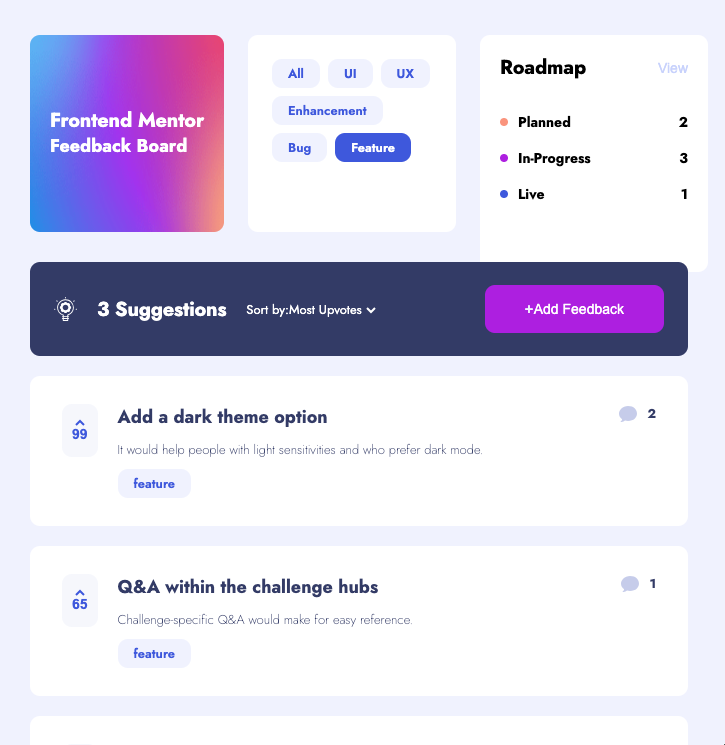 Frontend Mentor
Feedback Board
All
UI
UX
Enhancement
Bug
Feature
Roadmap
View
Planned
2
In-Progress
3
Live
1
3 Suggestions
Sort by:Most Upvotes
+Add Feedback
99
Add a dark theme option
2
It would help people with light sensitivities and who prefer dark mode.
feature
65
Q&A within the challenge hubs
1
Challenge-specific Q&A would make for easy reference.
feature